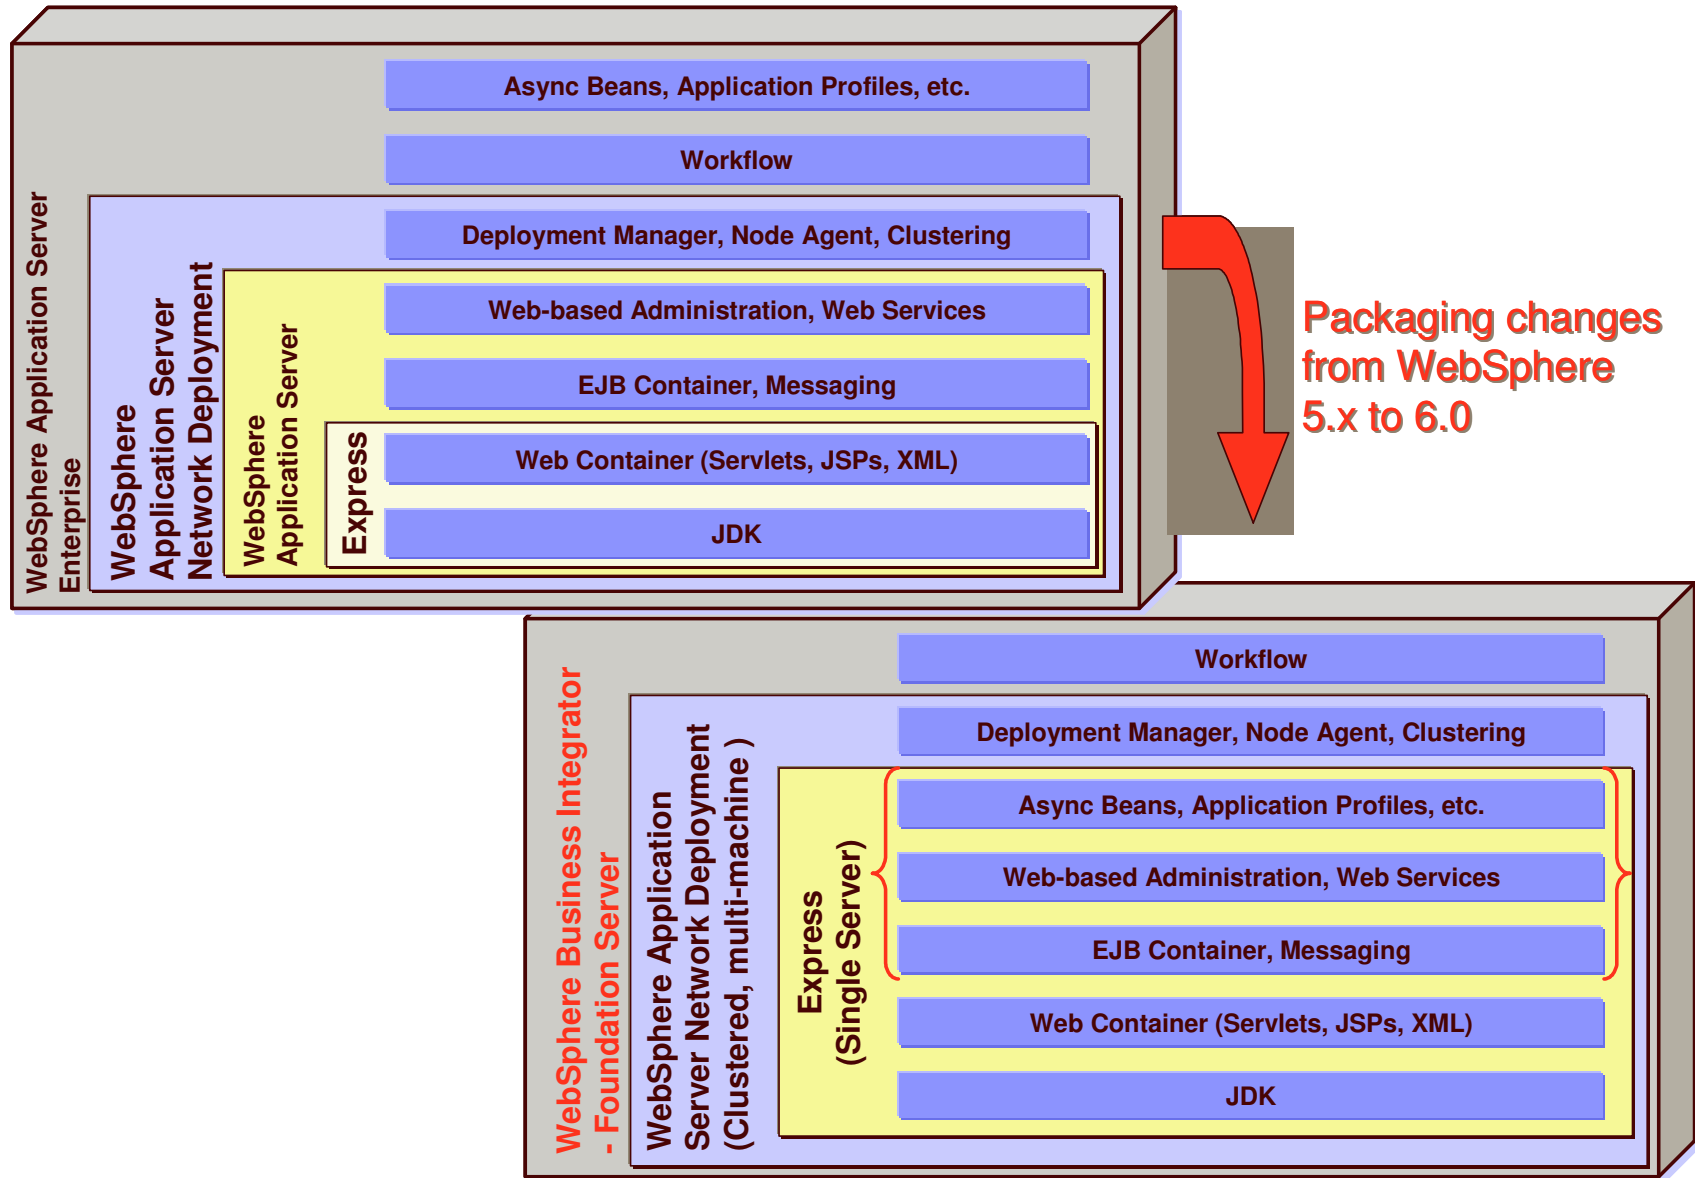 Async Beans, Application Profiles, etc.
Workflow
Deployment Manager, Node Agent, Clustering
Web-based Administration, Web Services
EJB Container, Messaging
Web Container (Servlets, JSPs, XML)
JDK
WebSphere Application Server
Enterprise
WebSphere
Application Server
Network Deployment
WebSphere
Application Server
Express
Packaging changes
from WebSphere
5.x to 6.0
Workflow
Deployment Manager, Node Agent, Clustering
Async Beans, Application Profiles, etc.
Web-based Administration, Web Services
EJB Container, Messaging
Web Container (Servlets, JSPs, XML)
JDK
WebSphere Business Integrator
- Foundation Server
WebSphere Application
Server Network Deployment
(Clustered, multi-machine )
Express
(Single Server)